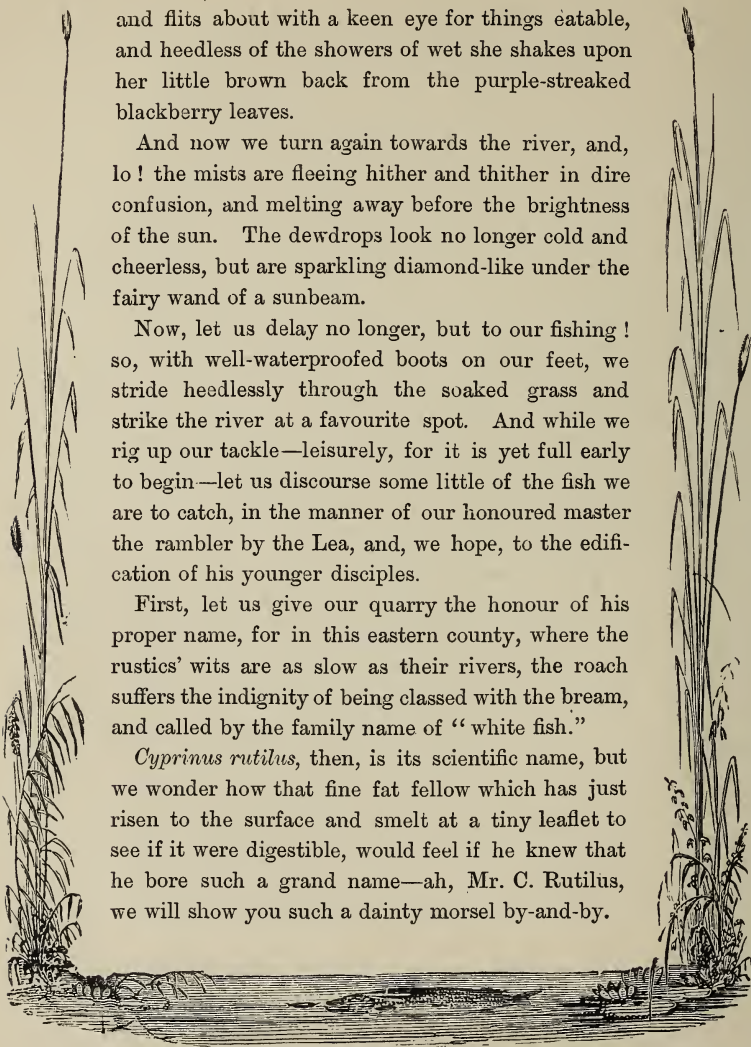 and flits about with a keen eye for things eatable,
and heedless of the showers of wet she shakes upon
her little brown back from the purple-streaked
blackberry leaves.
And now we turn again towards the river, and,
lo ! the mists are fleeing hither and thither in dire
confusion, and melting away before the brightness
of the sun. The dewdrops look no longer cold and
cheerless, but are sparkling diamond-like under the
fairy wand of a sunbeam.
Now, let us delay no longer, but to our fishing !
so, with well-waterproofed boots on our feet, we
stride heedlessly through the soaked grass and
strike the river at a favourite spot. And while we
rig up our tackle—leisurely, for it is yet full early
to begin—let us discourse some little of the fish we
are to catch, in the manner of our honoured master
the rambler by the Lea, and, we hope, to the edifi-
cation of his younger disciples.
First, let us give our quarry the honour of his
proper name, for in this eastern county, where the
rustics' wits are as slow as their rivers, the roach
suffers the indignity of being classed with the bream,
and called by the family name of “ white fish.”
Cyprinus rutilus, then, is its scientific name, but
we wonder how that fine fat fellow which has just
risen to the surface and smelt at a tiny leaflet to
see if it were digestible, would feel if he knew that
he bore such a grand name—ah, Mr. C. Rutilus,
we will show you such a dainty morsel by-and-by.